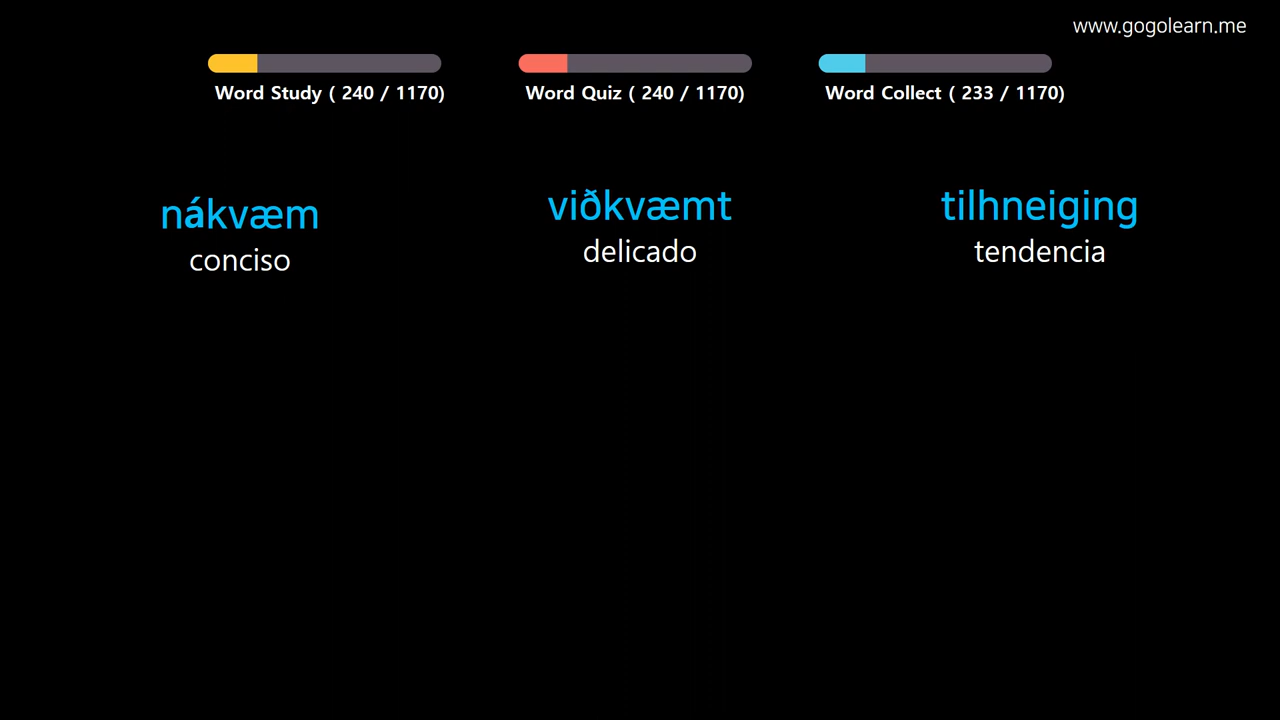 www.gogolearn.me
Word Study ( 240 / 1170)
Word Quiz ( 240 / 1170)
Word Collect ( 233 / 1170)
nákvæm
conciso
viðkvæmt
delicado
tilhneiging
tendencia